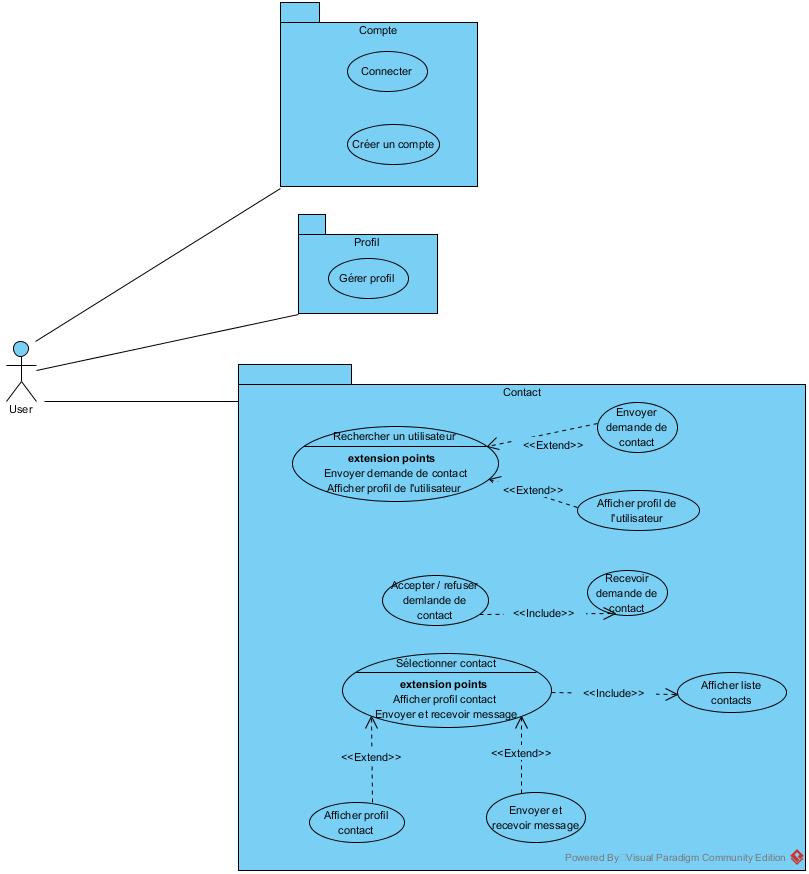 Compte
Connecter
Créer un compte
Profil
Gérer profil
User
Contact
Rechercher un utilisateur
extension points
Envoyer demande de contact
Afficher profil de l'utilisateur
<<Extend>>
Envoyer
demande de
contact
<<Extend>>
Afficher profil de
l'utilisateur
Accepter / refuser
demlande de
contact
<<Include>>
Recevoir
demande de
contact
Sélectionner contact
extension points
Afficher profil contact
Envoyer et recevoir message
<<Include>>
Afficher liste
contacts
<<Extend>>
<<Extend>>
Afficher profil
contact
Envoyer et
recevoir message
Powered By Visual Paradigm Community Edition